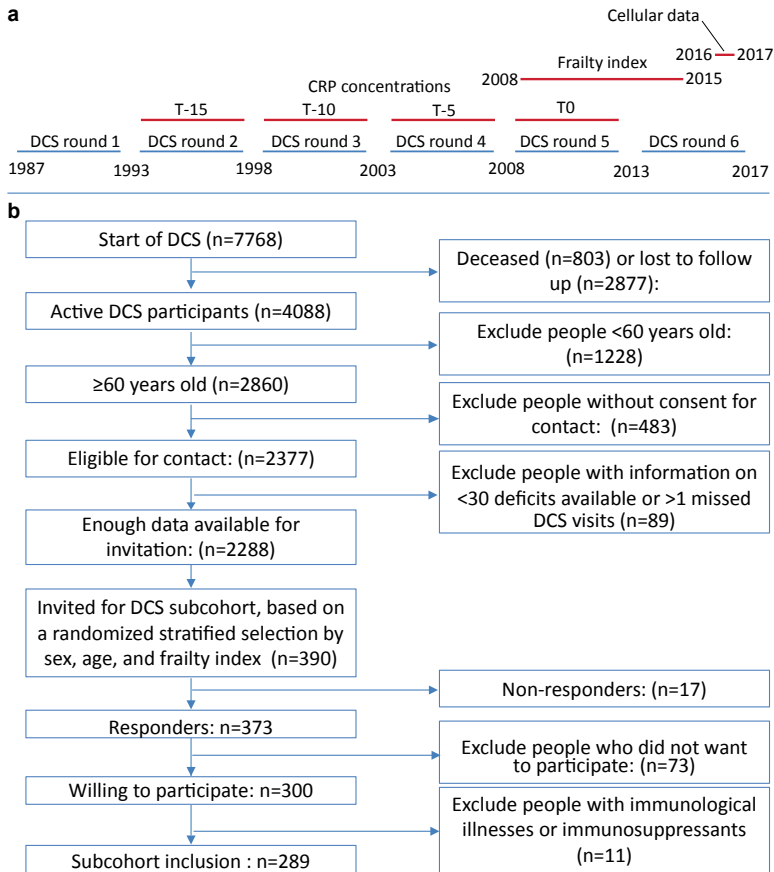 a
Cellular data
2016 2017
Frailty index
2008 2015
CRP concentrations
T-15 T-10 T-5 T0
DCS round 1 DCS round 2 DCS round 3 DCS round 4 DCS round 5 DCS round 6
1987 1993 1998 2003 2008 2013 2017
b
Start of DCS (n=7768)
Deceased (n=803) or lost to follow
up (n=2877):
Active DCS participants (n=4088)
Exclude people <60 years old:
(n=1228)
≥60 years old (n=2860)
Exclude people without consent for
contact: (n=483)
Eligible for contact: (n=2377)
Exclude people with information on
<30 deficits available or >1 missed
DCS visits (n=89)
Enough data available for
invitation: (n=2288)
Invited for DCS subcohort, based on
a randomized stratified selection by
sex, age, and frailty index (n=390)
Non-responders: (n=17)
Responders: n=373
Exclude people who did not want
to participate: (n=73)
Willing to participate: n=300
Exclude people with immunological
illnesses or immunosuppressants
(n=11)
Subcohort inclusion : n=289